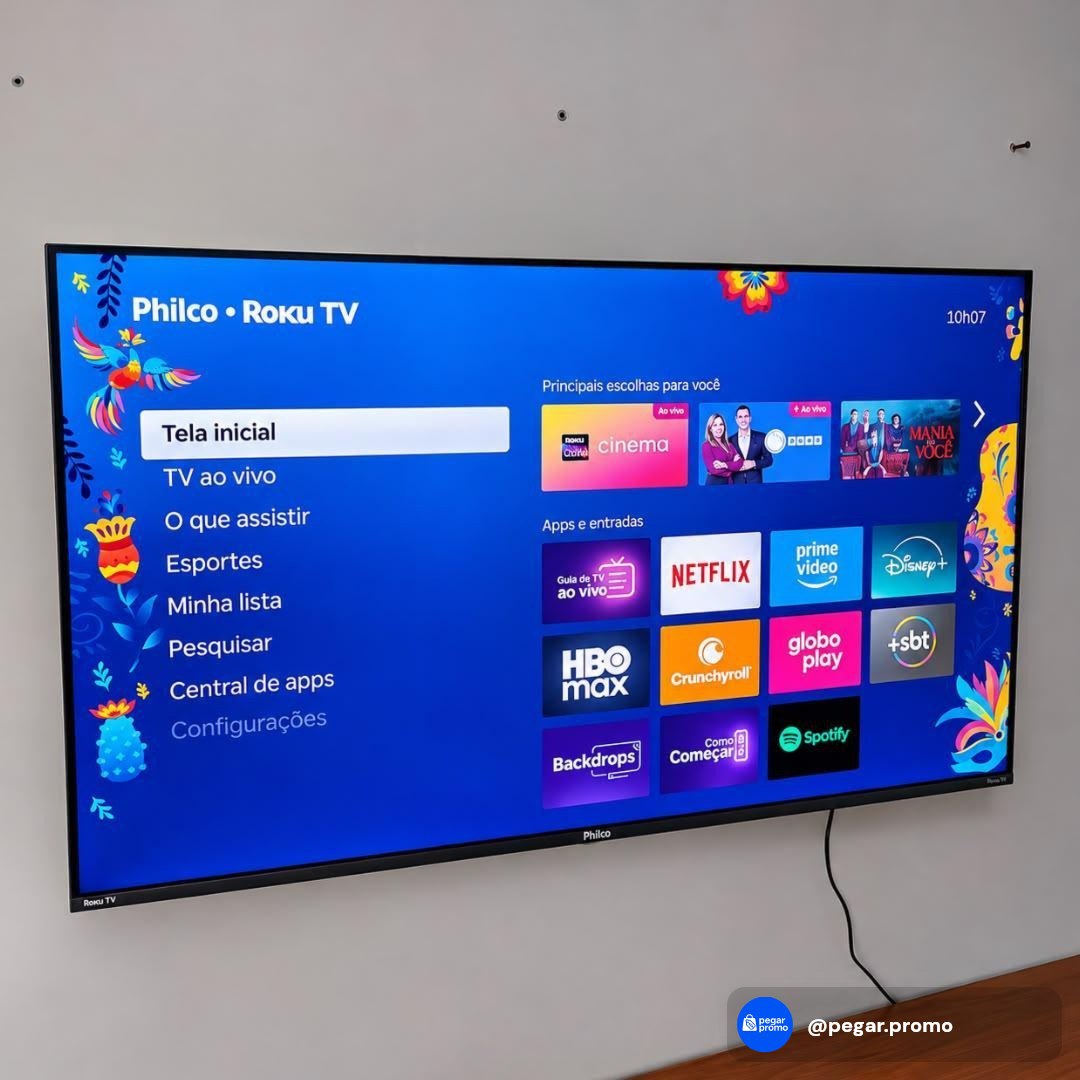 Philco • Roku TV
10h07
Tela inicial
TV ao vivo
O que assistir
Esportes
Minha lista
Pesquisar
Central de apps
Configurações
Principais escolhas para você
Ao vivo
Roku
cinema
+ Ao vivo
MANIA
DE
VOCÊ
Apps e entradas
Guia de TV
ao vivo
NETFLIX
prime
video
Disney+
HBO
max
Crunchyroll
globo
play
+sbt
Backdrops
Como
Começar
Spotify
Philco
Roku TV
Roku TV
pegar
promo
@pegar.promo